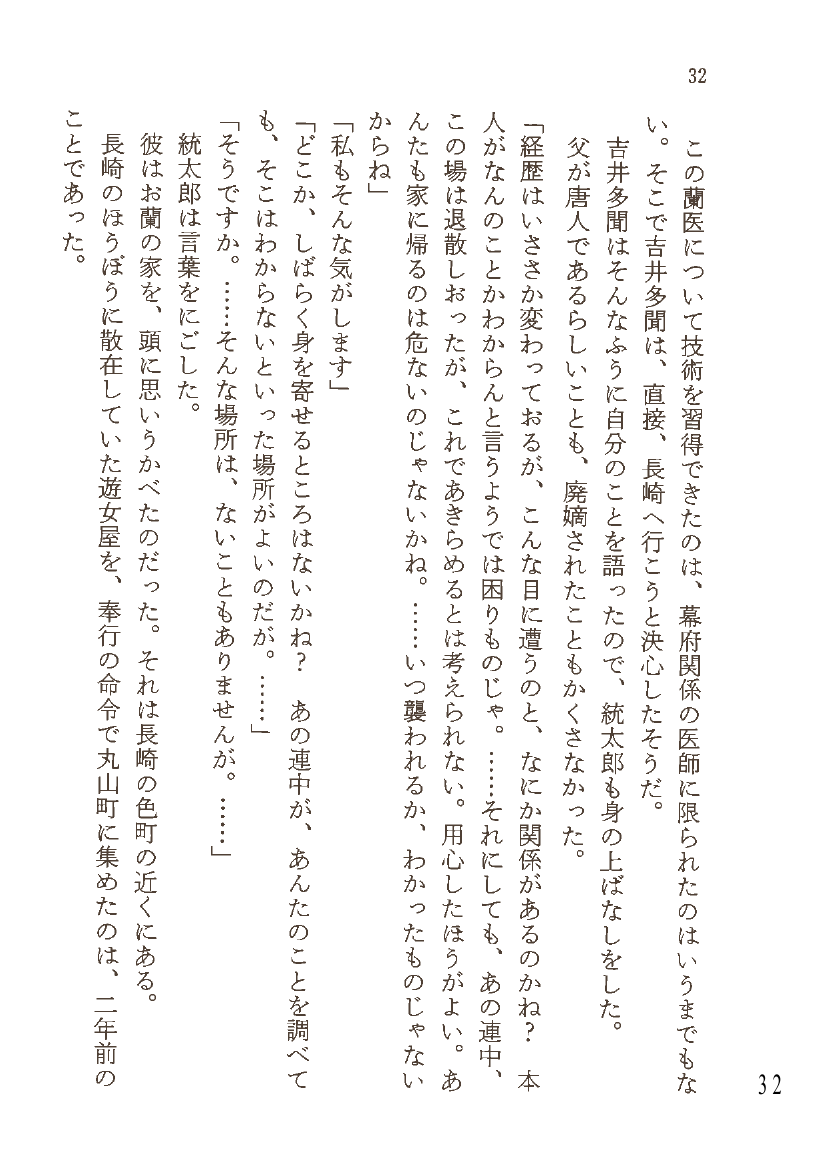 32
この蘭医について技術を習得できたのは、幕府関係の医師に限られたのはいうまでもな
い。そこで吉井多聞は、直接、長崎へ行こうと決心したそうだ。
吉井多聞はそんなふうに自分のことを語ったので、統太郎も身の上ばなしをした。
父が唐人であるらしいことも、廃嫡されたこともかくさなかった。
「経歴はいささか変わっておるが、こんな目に遭うのと、なにか関係があるのかね？　本
人がなんのことかわからんと言うようでは困りものじゃ。……それにしても、あの連中、
この場は退散しおったが、これであきらめるとは考えられない。用心したほうがよい。あ
んたも家に帰るのは危ないのじゃないかね。……いつ襲われるか、わかったものじゃない
からね」
「私もそんな気がします」
「どこか、しばらく身を寄せるところはないかね？　あの連中が、あんたのことを調べて
も、そこはわからないといった場所がよいのだが。……」
「そうですか。……そんな場所は、ないこともありませんが。……」
統太郎は言葉をにごした。
彼はお蘭の家を、頭に思いうかべたのだった。それは長崎の色町の近くにある。
長崎のほうぼうに散在していた遊女屋を、奉行の命令で丸山町に集めたのは、二年前の
ことであった。
32